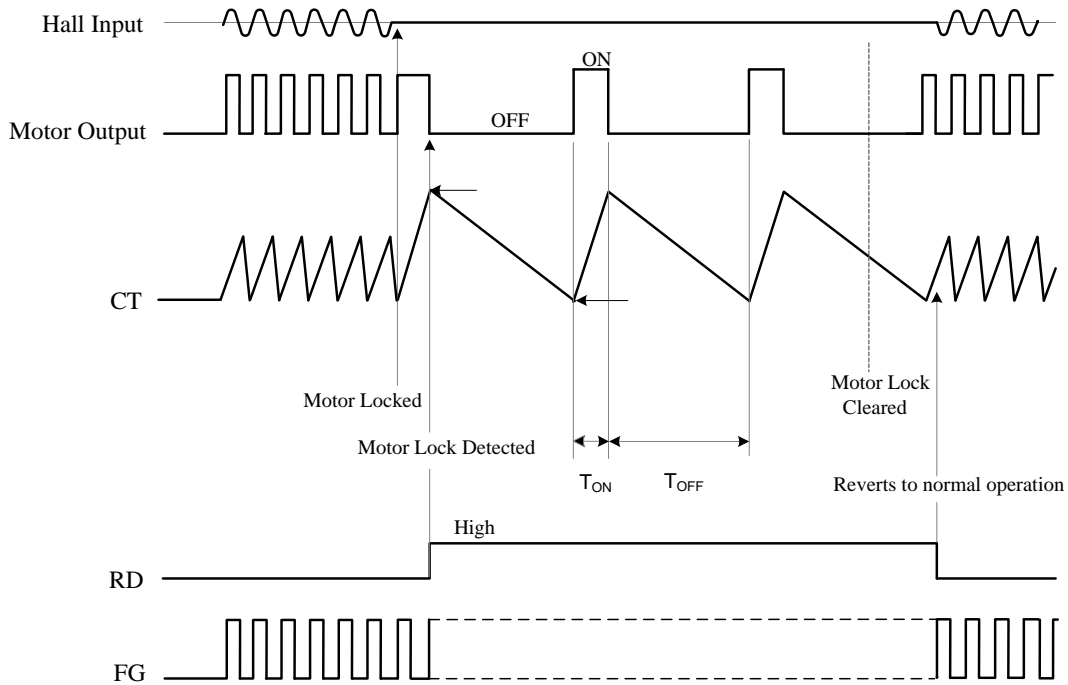 Hall Input
ON
Motor Output
OFF
CT
Motor Locked
Motor Lock
Cleared
Motor Lock Detected
TON
TOFF
Reverts to normal operation
High
RD
FG